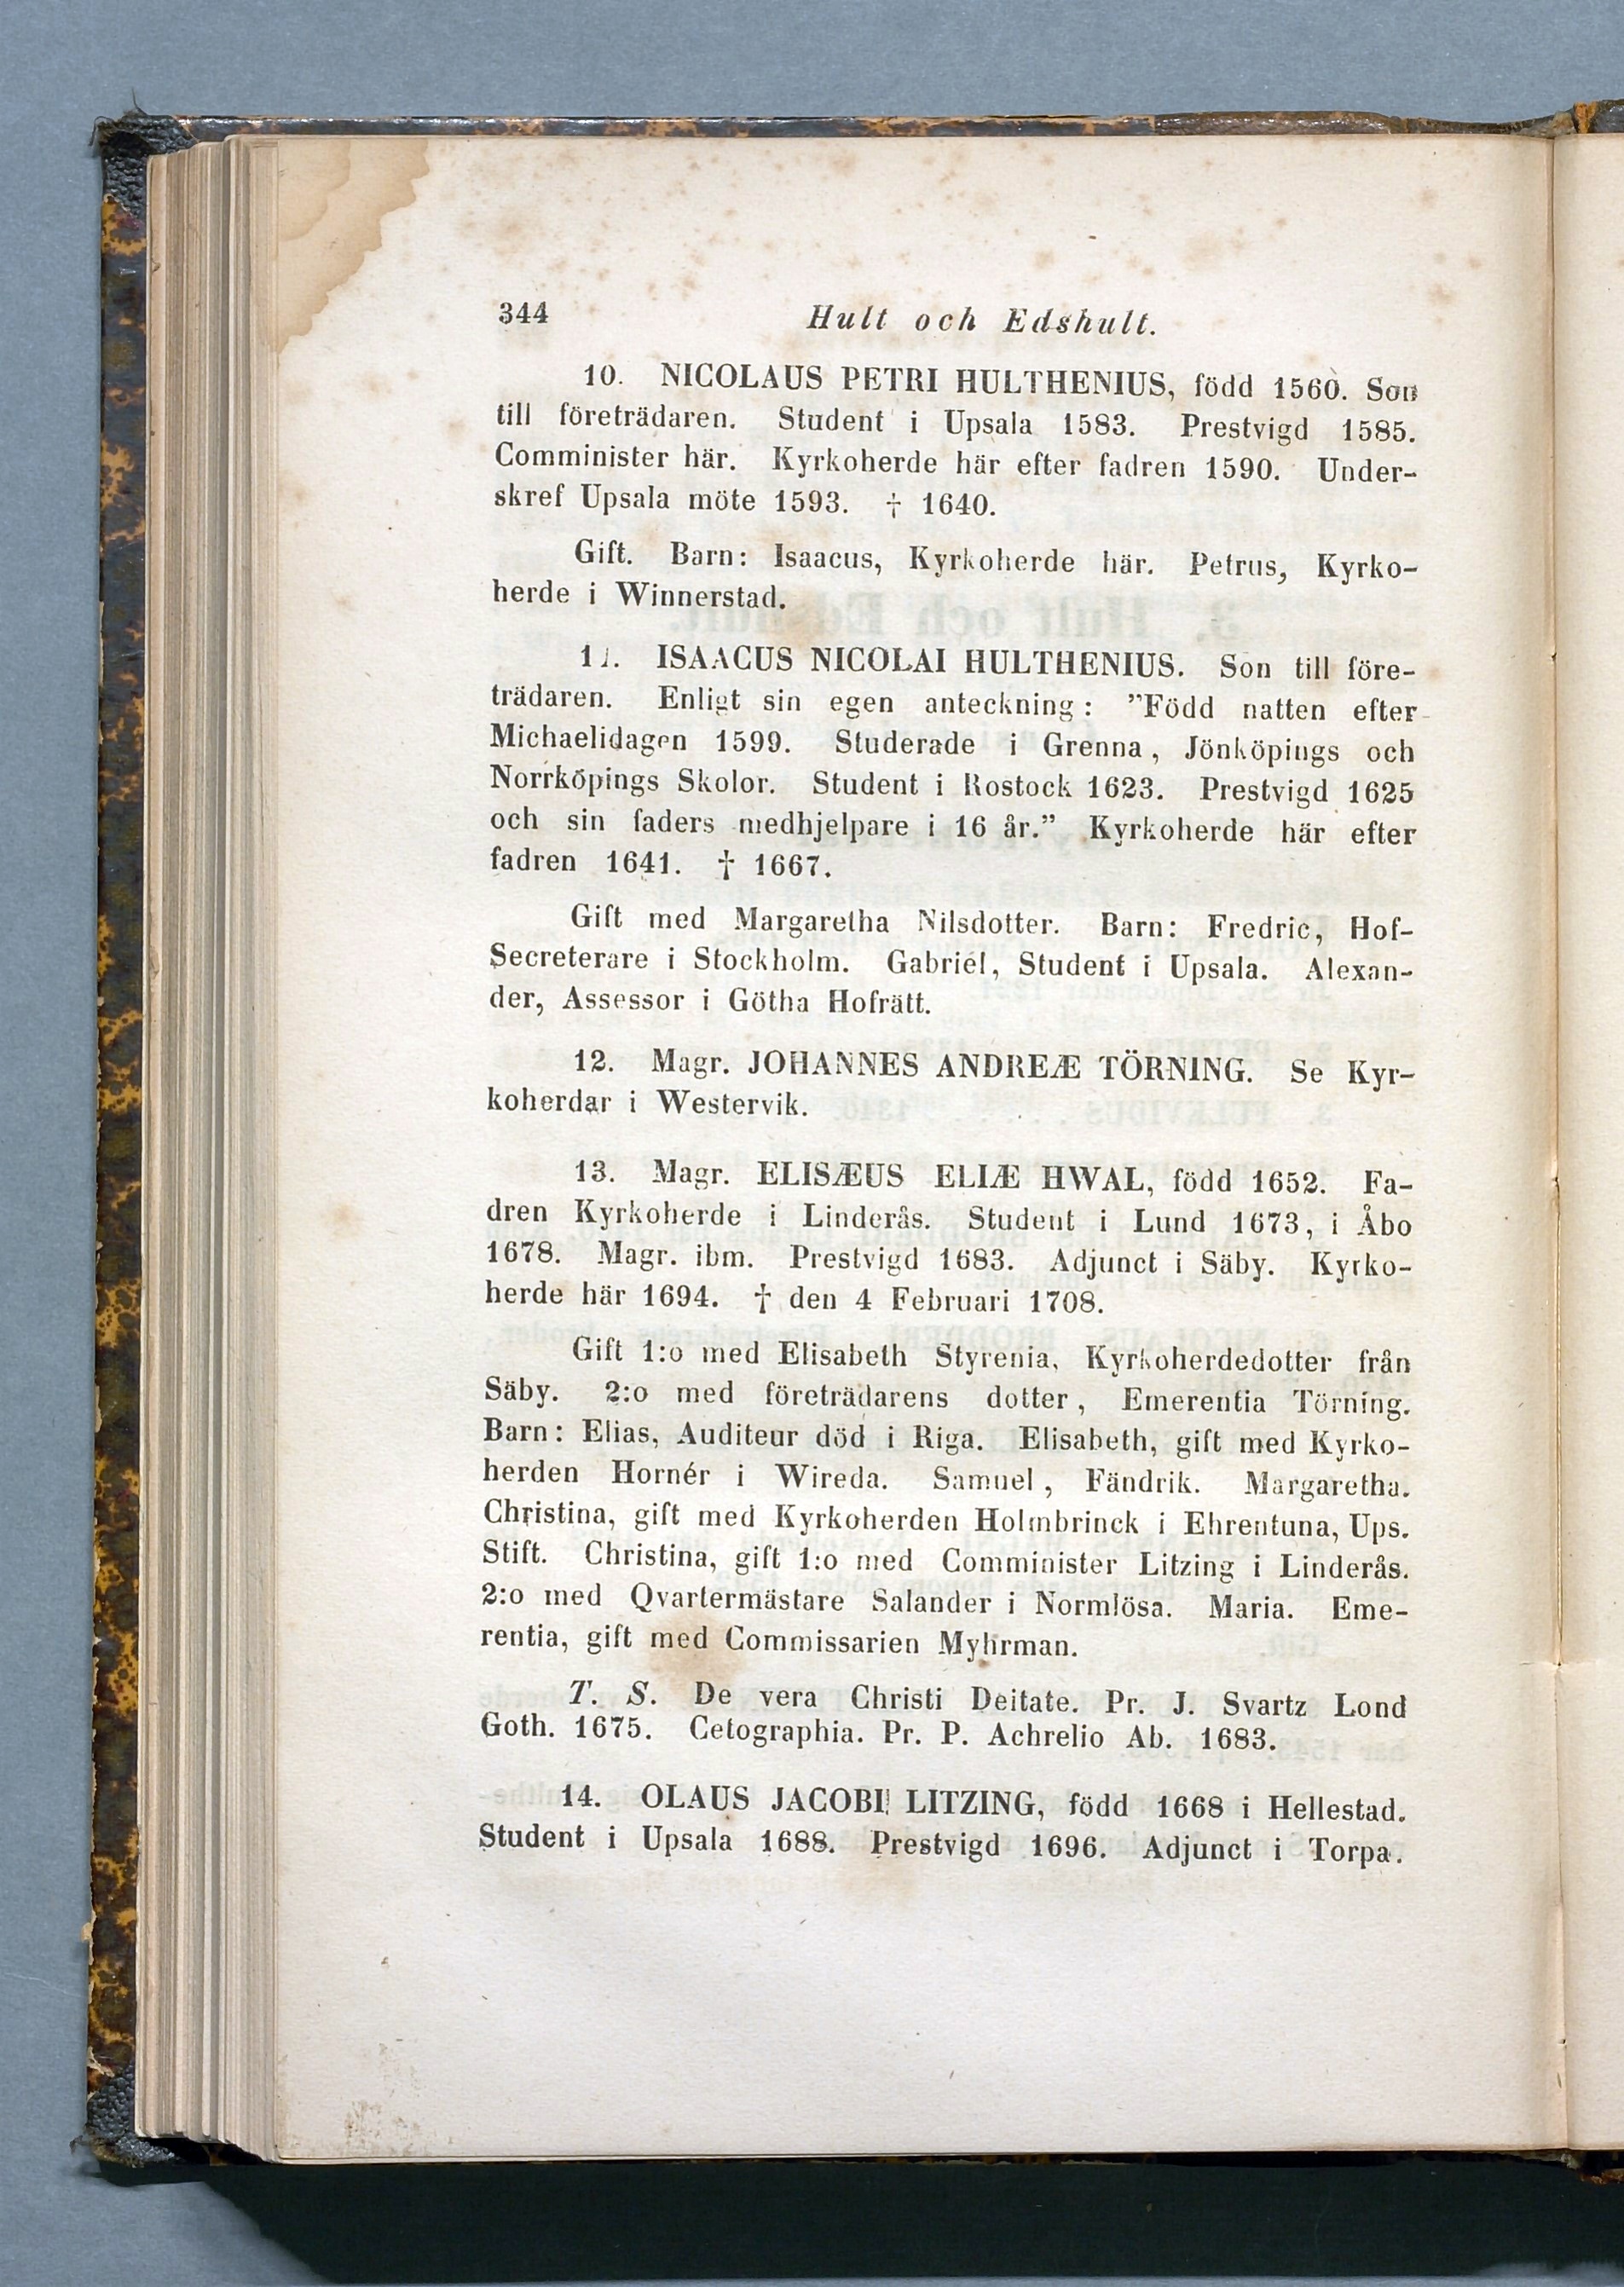 344 Hult och Edshult.
10. NICOLAUS PETRI HULTHENIUS, född 1560. Son
till företrädaren. Student i Upsala 1583. Prestvigd 1585.
Comminister här. Kyrkoherde här efter fadren 1590. Under-
skref Upsala möte 1593. † 1640.
Gift. Barn: Isaacus, Kyrkoherde här. Petrus, Kyrko-
herde i Winnerstad.
11. ISAACUS NICOLAI HULTHENIUS. Son till före-
trädaren. Enligt sin egen anteckning: ”Född natten efter
Michaelidagen 1599. Studerade i Grenna, Jönköpings och
Norrköpings Skolor. Student i Rostock 1623. Prestvigd 1625
och sin faders medhjelpare i 16 år.” Kyrkoherde här efter
fadren 1641. † 1667.
Gift med Margaretha Nilsdotter. Barn: Fredric, Hof-
Secreterare i Stockholm. Gabriel, Student i Upsala. Alexan-
der, Assessor i Götha Hofrätt.
12. Magr. JOHANNES ANDREÆ TÖRNING. Se Kyr-
koherdar i Westervik.
13. Magr. ELISÆUS ELIÆ HWAL, född 1652. Fa-
dren Kyrkoherde i Linderås. Student i Lund 1673, i Åbo
1678. Magr. ibm. Prestvigd 1683. Adjunct i Säby. Kyrko-
herde här 1694. † den 4 Februari 1708.
Gift 1:o med Elisabeth Styrenia, Kyrkoherdedotter från
Säby. 2:o med företrädarens dotter, Emerentia Törning.
Barn: Elias, Auditeur död i Riga. Elisabeth, gift med Kyrko-
herden Hornér i Wireda. Samuel, Fändrik. Margaretha.
Christina, gift med Kyrkoherden Holmbrinck i Ehrentuna, Ups.
Stift. Christina, gift 1:o med Comminister Litzing i Linderås.
2:o med Qvartermästare Salander i Normlösa. Maria. Eme-
rentia, gift med Commissarien Myhrman.
T. S. De vera Christi Deitate. Pr. J. Svartz Lond
Goth. 1675. Cetographia. Pr. P. Achrelio Ab. 1683.
14. OLAUS JACOBI LITZING, född 1668 i Hellestad.
Student i Upsala 1688. Prestvigd 1696. Adjunct i Torpa.